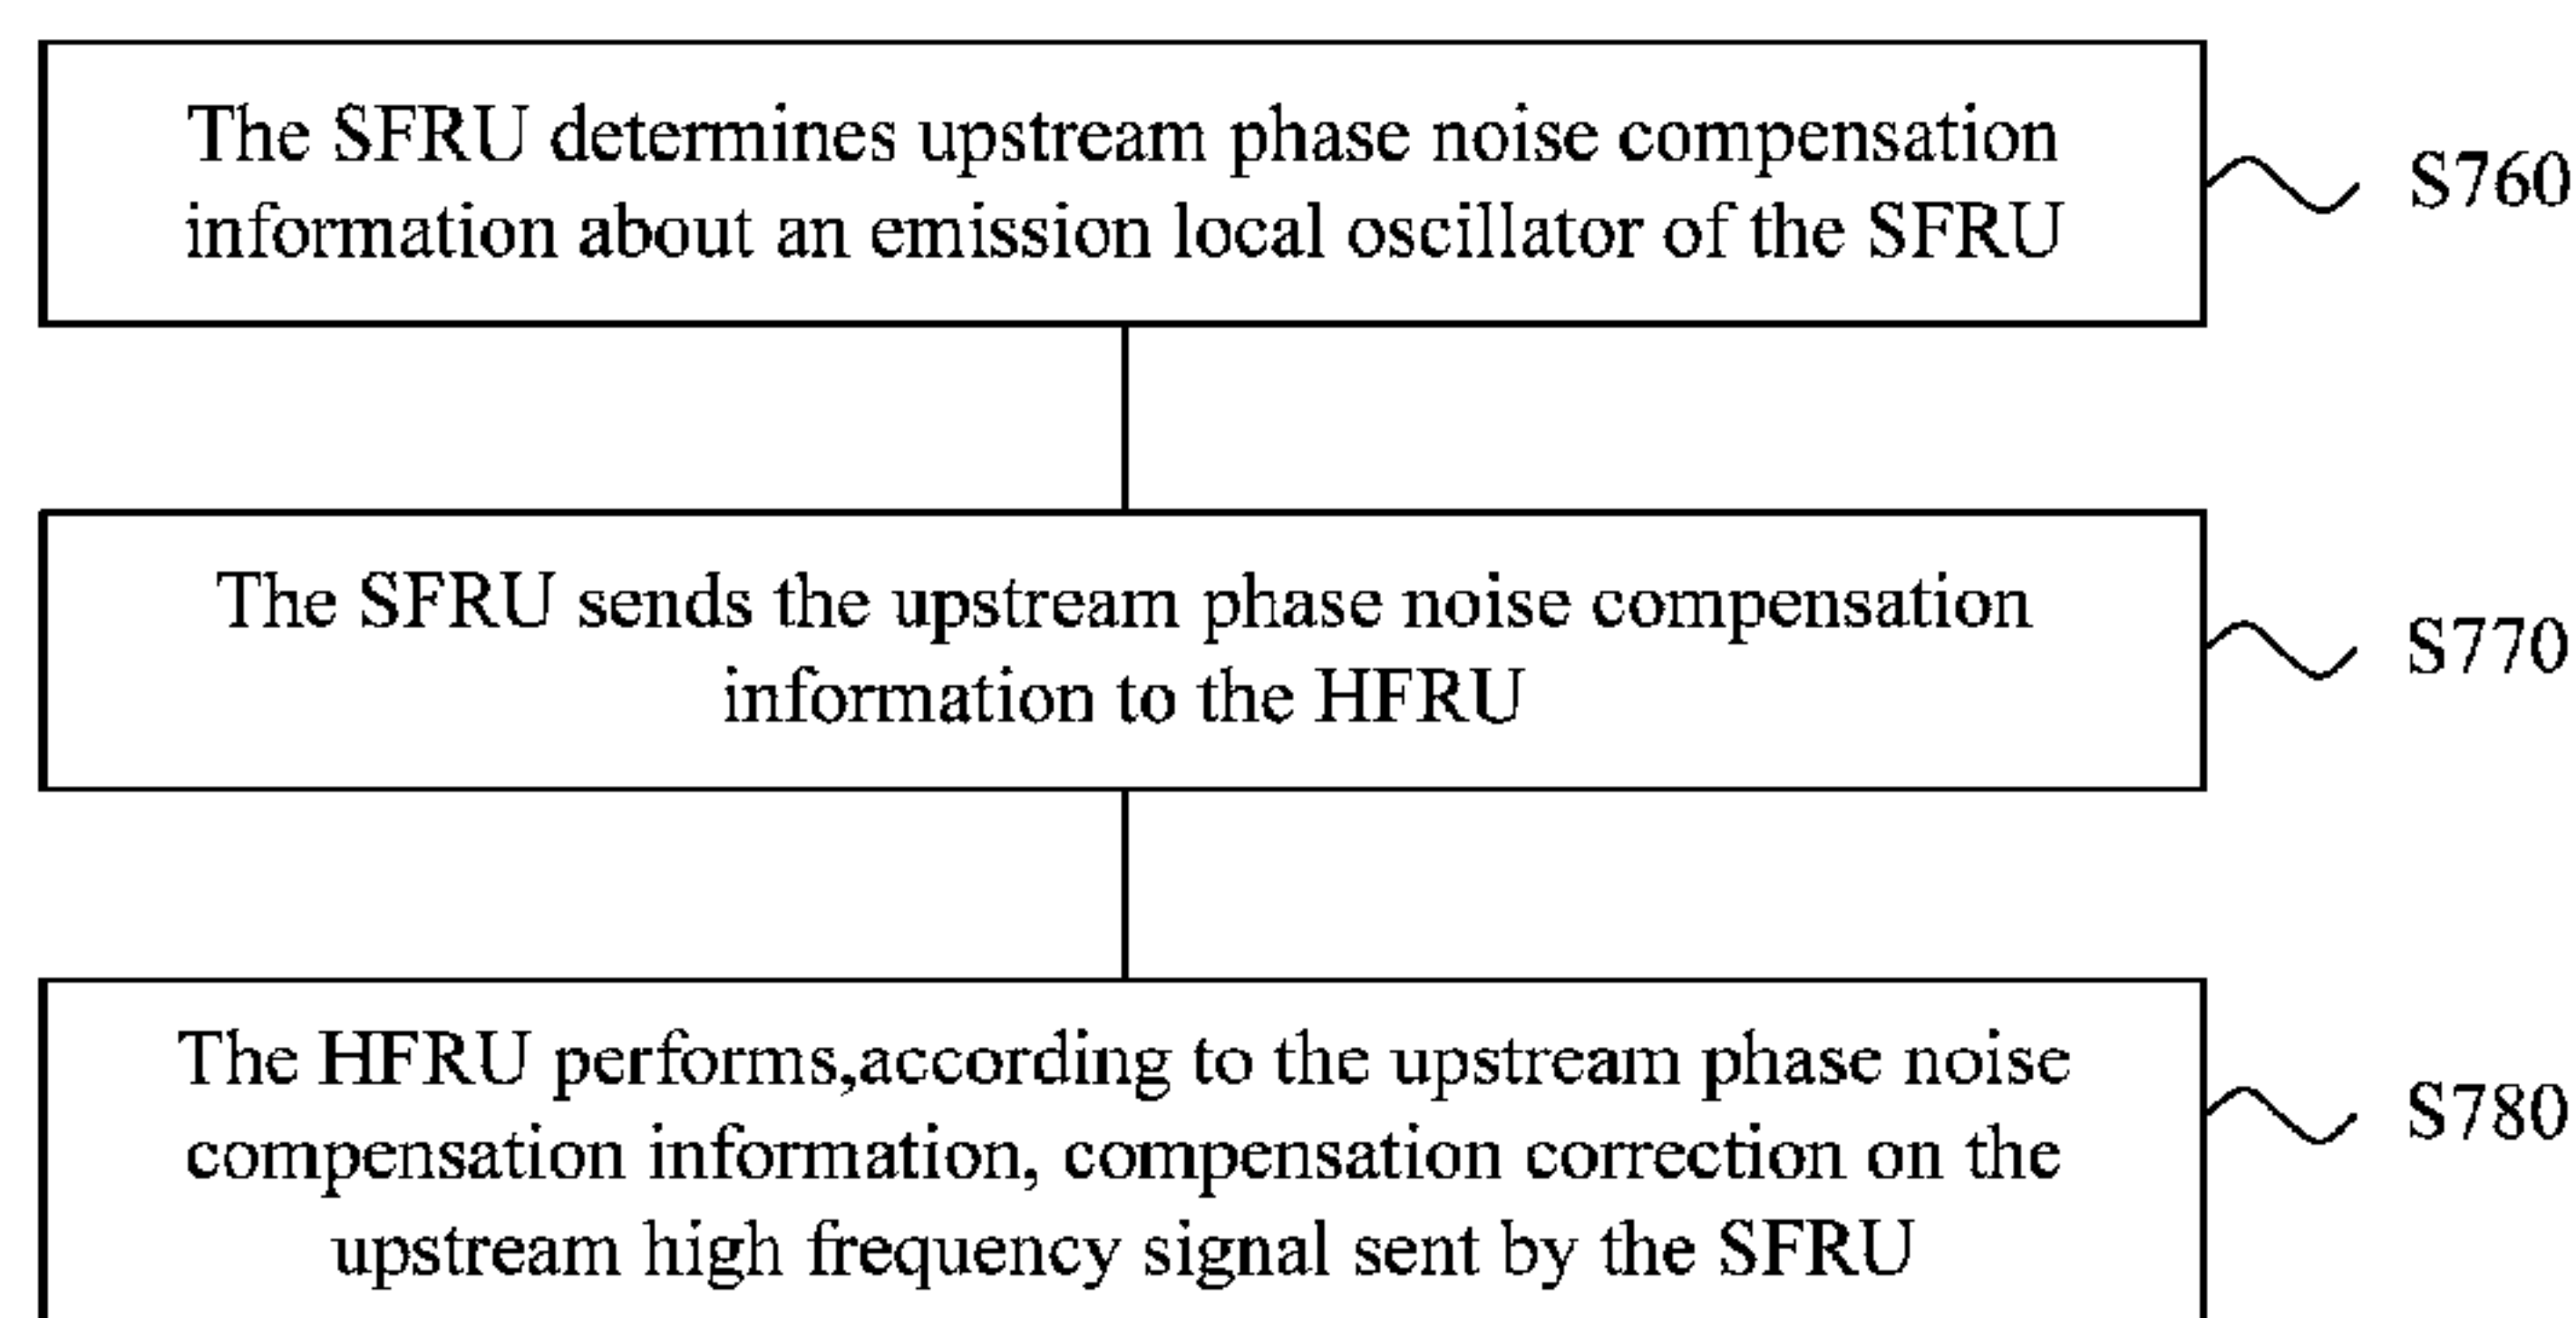 The SFRU determines upstream phase noise compensation
information about an emission local oscillator of the SFRU
S760
The SFRU sends the upstream phase noise compensation
information to the HFRU
S770
The HFRU performs,according to the upstream phase noise
compensation information, compensation correction on the
upstream high frequency signal sent by the SFRU
S780